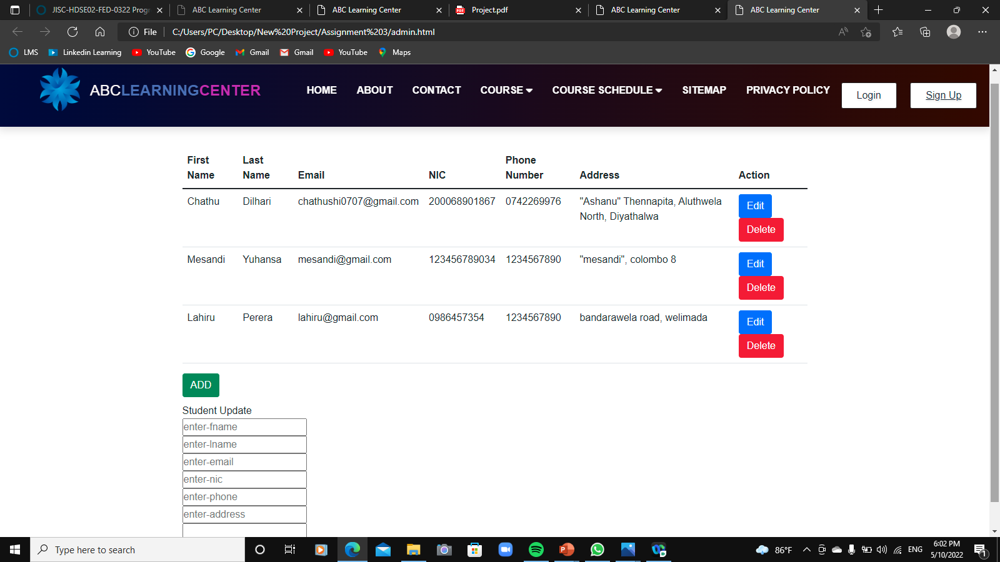 JISC-HDSE02-FED-0322 Progr
ABC Learning Center
ABC Learning Center
Project.pdf
ABC Learning Center
ABC Learning Center
File
C:/Users/PC/Desktop/New%20Project/Assignment%203/admin.html
LMS
Linkedin Learning
YouTube
Google
Gmail
Gmail
YouTube
Maps
ABCLEARNINGCENTER
HOME
ABOUT
CONTACT
COURSE
COURSE SCHEDULE
SITEMAP
PRIVACY POLICY
Login
Sign Up
First Name
Last Name
Email
NIC
Phone Number
Address
Action
Chathu
Dilhari
chathushi0707@gmail.com
200068901867
0742269976
"Ashanu" Thennapita, Aluthwela
North, Diyathalwa
Edit
Delete
Mesandi
Yuhansa
mesandi@gmail.com
123456789034
1234567890
"mesandi", colombo 8
Edit
Delete
Lahiru
Perera
lahiru@gmail.com
0986457354
1234567890
bandarawela road, welimada
Edit
Delete
ADD
Student Update
enter-fname
enter-lname
enter-email
enter-nic
enter-phone
enter-address
Type here to search
86°F
ENG
6:02 PM
5/10/2022
1